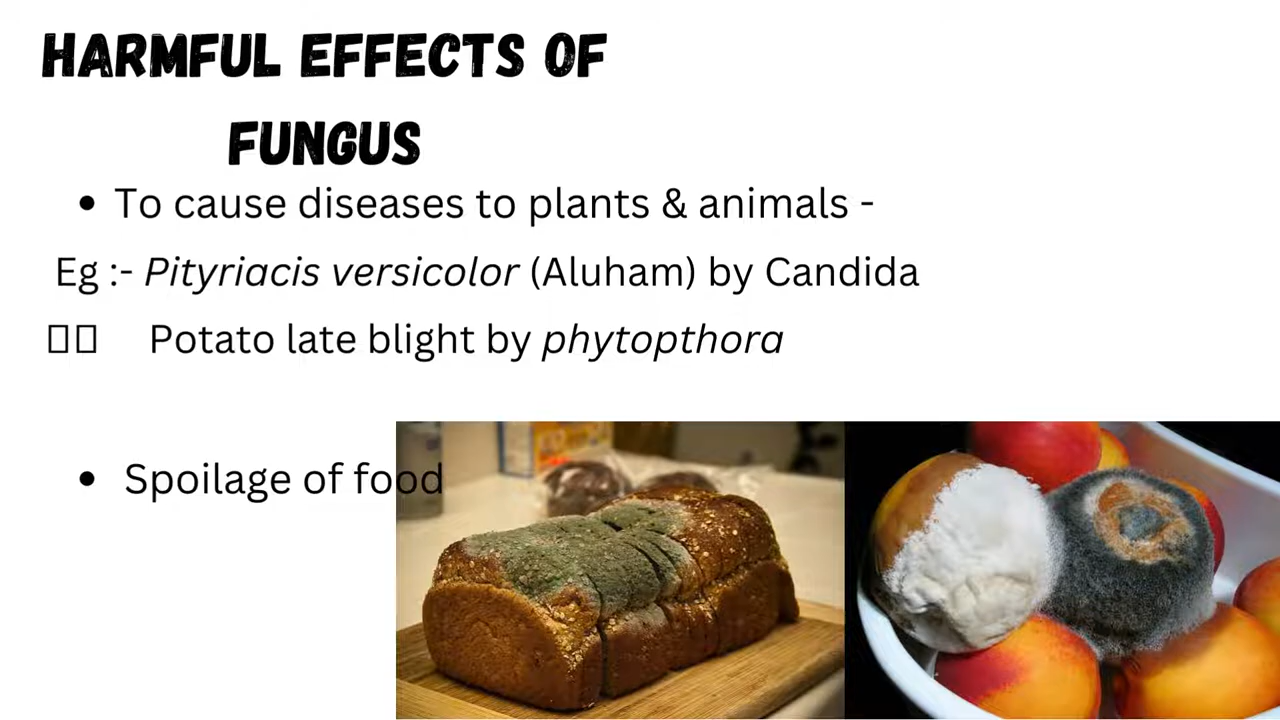 HARMFUL EFFECTS OF
FUNGUS
• To cause diseases to plants & animals -
Eg :- Pityriacis versicolor (Aluham) by Candida
Potato late blight by phytopthora
• Spoilage of food